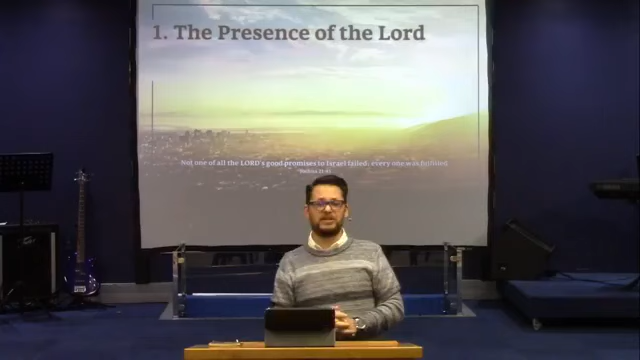 1. The Presence of the Lord
Not one of all the LORD's good promises to Israel failed; every one was fulfilled.